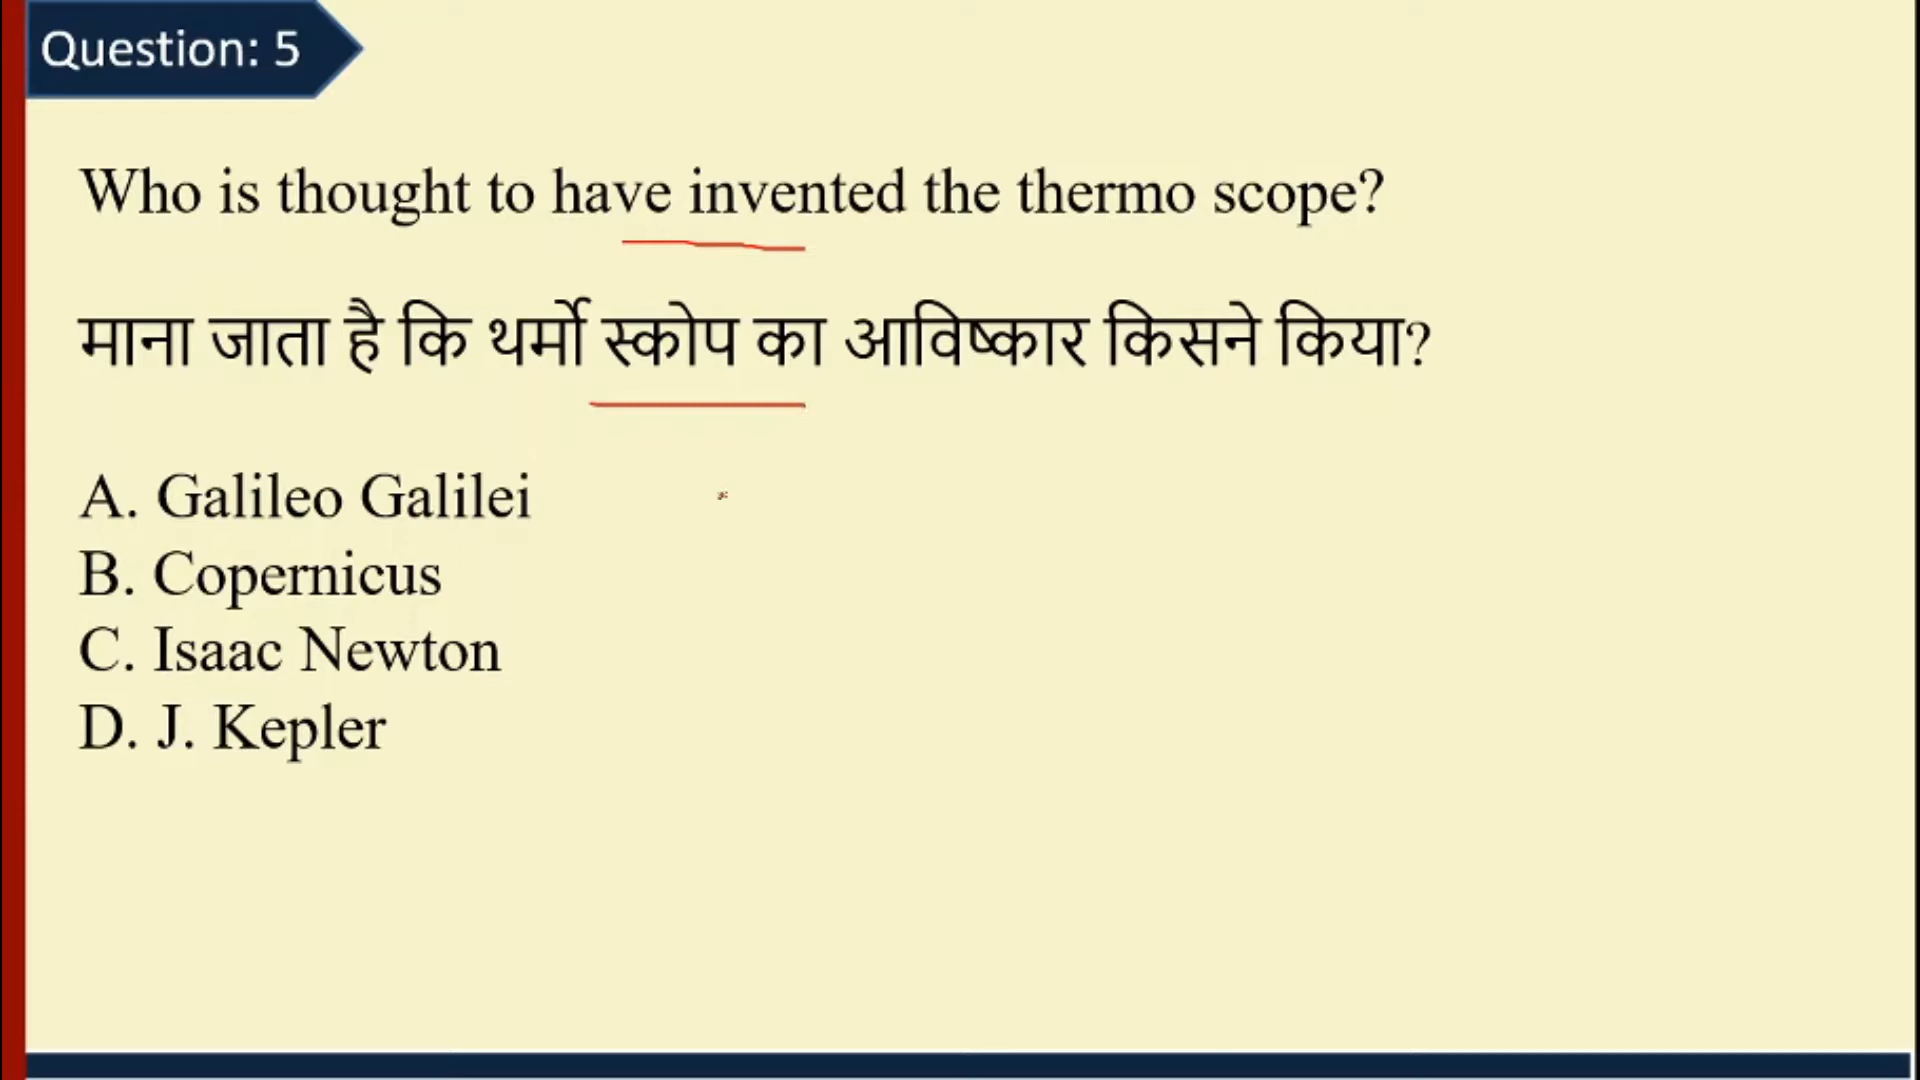 Question: 5
Who is thought to have invented the thermo scope?
माना जाता है कि थर्मो स्कोप का आविष्कार किसने किया?
A. Galileo Galilei
B. Copernicus
C. Isaac Newton
D. J. Kepler